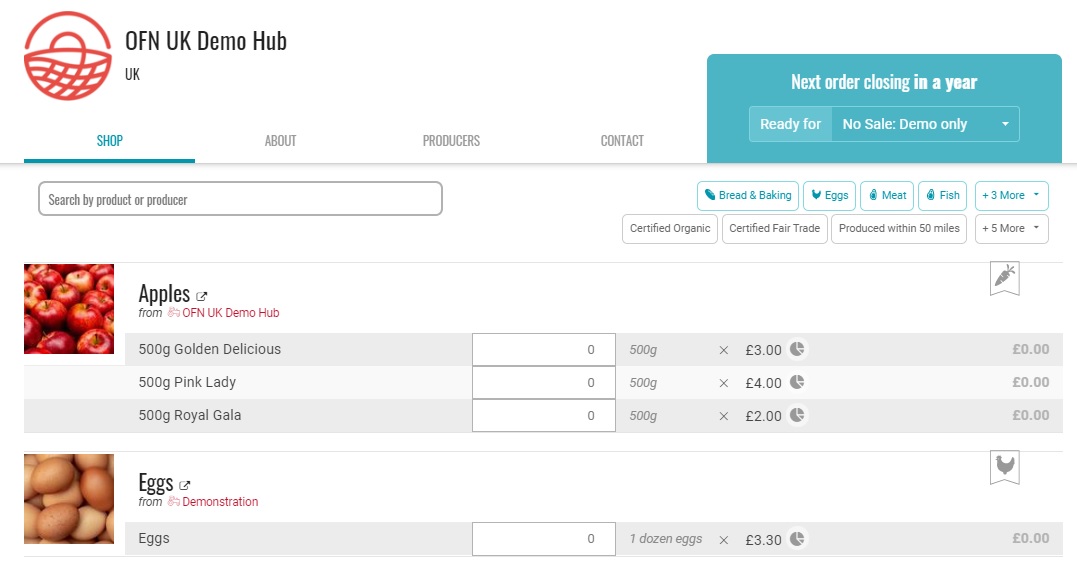 OFN UK Demo Hub
UK
Next order closing in a year
Ready for No Sale: Demo only
SHOP ABOUT PRODUCERS CONTACT
Search by product or producer
Bread & Baking Eggs Meat Fish + 3 More
Certified Organic Certified Fair Trade Produced within 50 miles + 5 More
Apples
from OFN UK Demo Hub
500g Golden Delicious 0 500g × £3.00 £0.00
500g Pink Lady 0 500g × £4.00 £0.00
500g Royal Gala 0 500g × £2.00 £0.00
Eggs
from Demonstration
Eggs 0 1 dozen eggs × £3.30 £0.00